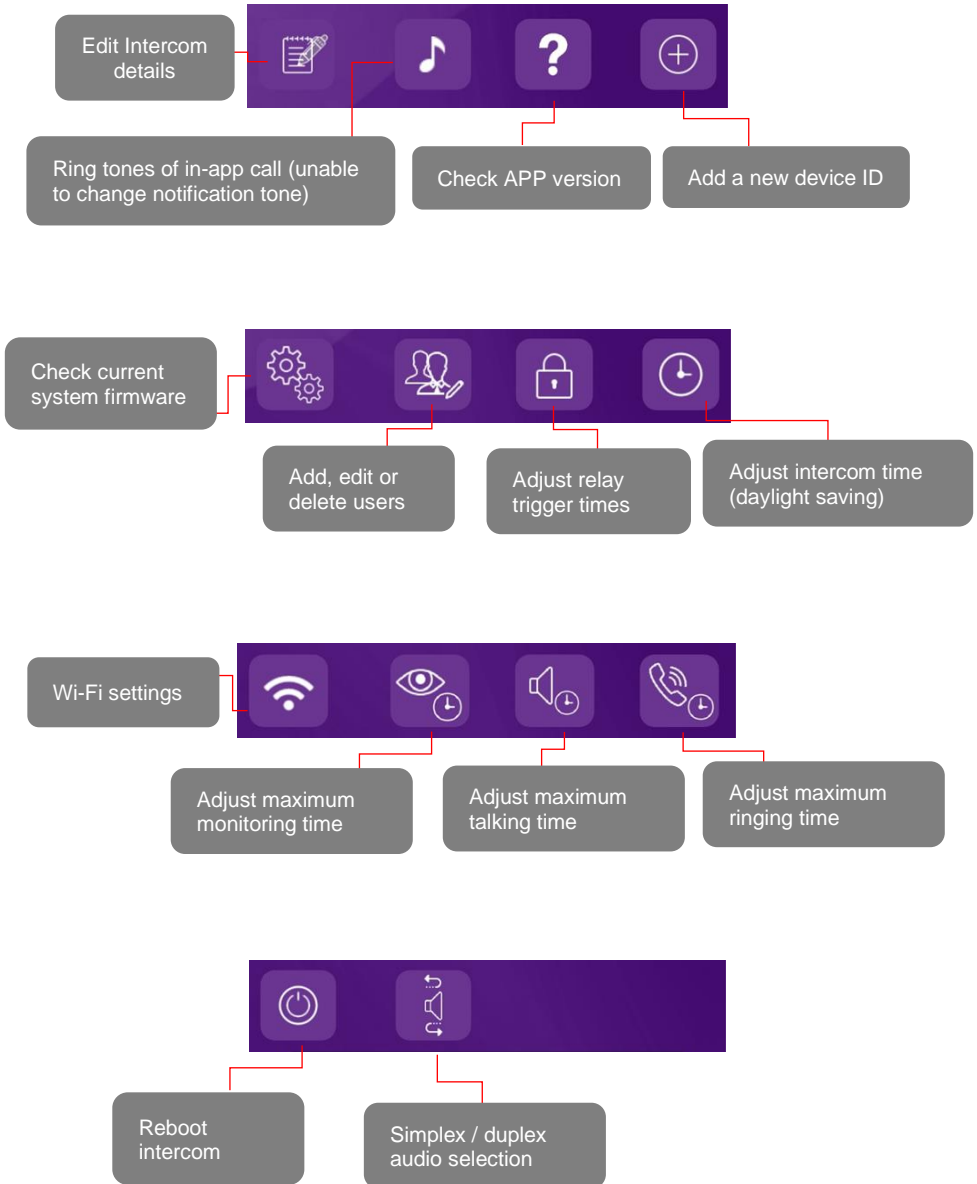 Edit Intercom
details
Ring tones of in-app call (unable
to change notification tone)
Check APP version
Add a new device ID
Check current
system firmware
Add, edit or
delete users
Adjust relay
trigger times
Adjust intercom time
(daylight saving)
Wi-Fi settings
Adjust maximum
monitoring time
Adjust maximum
talking time
Adjust maximum
ringing time
Reboot
intercom
Simplex / duplex
audio selection